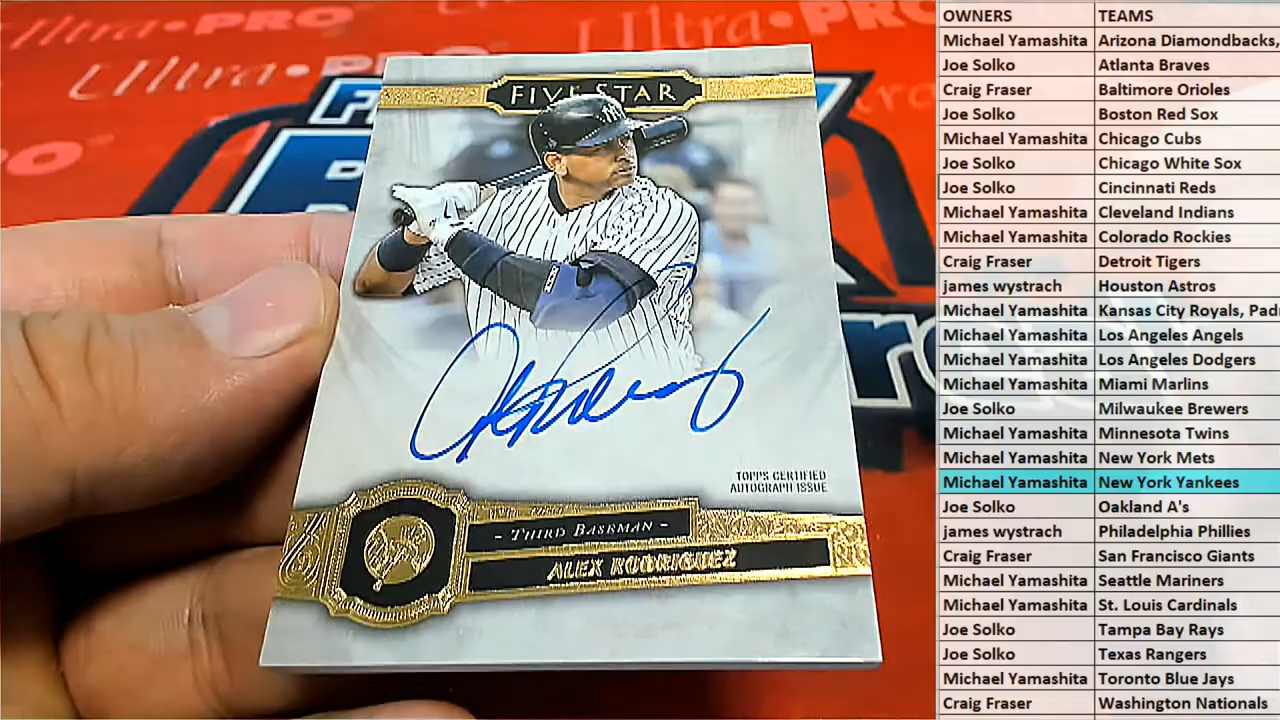 Ultra PRO
Ultra PRO
Ultra PRO
FIVE STAR
NY
TOPPS CERTIFIED
AUTOGRAPH ISSUE
- THIRD BASEMAN -
ALEX RODRIGUEZ
OWNERS TEAMS
Michael Yamashita Arizona Diamondbacks,
Joe Solko Atlanta Braves
Craig Fraser Baltimore Orioles
Joe Solko Boston Red Sox
Michael Yamashita Chicago Cubs
Joe Solko Chicago White Sox
Joe Solko Cincinnati Reds
Michael Yamashita Cleveland Indians
Michael Yamashita Colorado Rockies
Craig Fraser Detroit Tigers
james wystrach Houston Astros
Michael Yamashita Kansas City Royals, Pad
Michael Yamashita Los Angeles Angels
Michael Yamashita Los Angeles Dodgers
Michael Yamashita Miami Marlins
Joe Solko Milwaukee Brewers
Michael Yamashita Minnesota Twins
Michael Yamashita New York Mets
Michael Yamashita New York Yankees
Joe Solko Oakland A's
james wystrach Philadelphia Phillies
Craig Fraser San Francisco Giants
Michael Yamashita Seattle Mariners
Michael Yamashita St. Louis Cardinals
Joe Solko Tampa Bay Rays
Joe Solko Texas Rangers
Michael Yamashita Toronto Blue Jays
Craig Fraser Washington Nationals